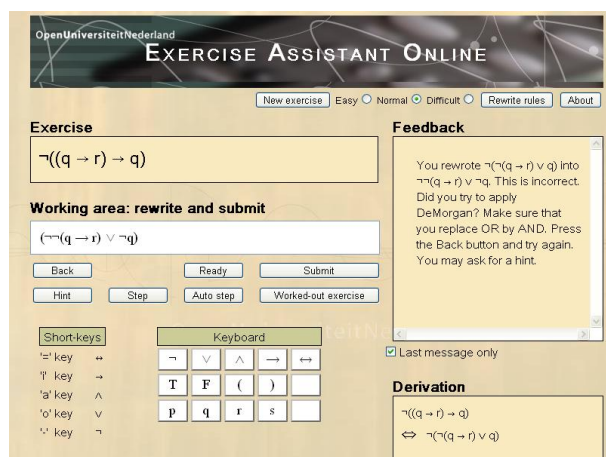 OpenUniversiteitNederland
EXERCISE ASSISTANT ONLINE
New exercise Easy Normal Difficult Rewrite rules About
Exercise
¬((q → r) → q)
Working area: rewrite and submit
(¬¬(q → r) ∨ ¬q)
Back Ready Submit
Hint Step Auto step Worked-out exercise
Short-keys
'=' key ↔
'i' key →
'a' key ∧
'o' key ∨
'-' key ¬
Keyboard
¬ ∨ ∧ → ↔
T F ( )
p q r s
Feedback
You rewrote ¬(¬(q → r) ∨ q) into
¬¬(q → r) ∨ ¬q. This is incorrect.
Did you try to apply
DeMorgan? Make sure that
you replace OR by AND. Press
the Back button and try again.
You may ask for a hint.
Last message only
Derivation
¬((q → r) → q)
⇔ ¬(¬(q → r) ∨ q)